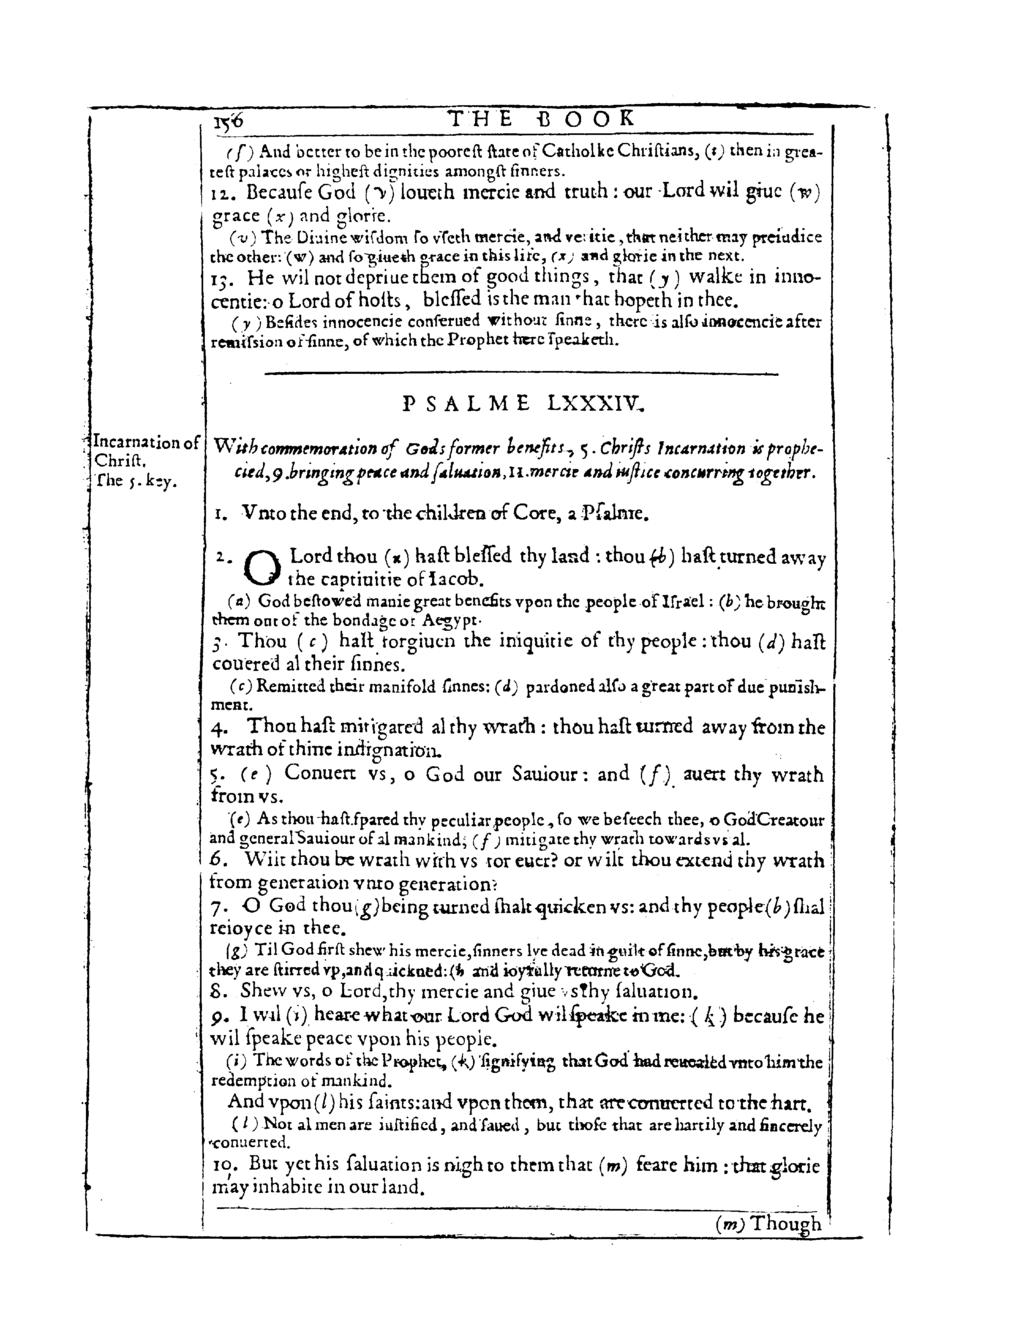 156 THE BOOK
(ſ) And better to be in the pooreſt ſtate of Catholke Chriſtians, (t) then in grea-
teſt palaces or higheſt dignities amongſt ſinners.
12. Becauſe God (v) loueth mercie and truth : our Lord wil giue (w)
grace (x) and glorie.
(v) The Diuine wiſdom ſo vſeth mercie, and veritie, that neither may preiudice
the other: (w) and ſo giueth grace in this life, (x) and glorie in the next.
13. He wil not depriue them of good things, that (y) walke in inno-
centie: o Lord of hoſts, bleſſed is the man that hopeth in thee.
(y) Beſides innocencie conſerued without ſinne, there is alſo innocencie after
remiſsion of ſinne, of which the Prophet here ſpeaketh.
PSALME LXXXIV.
Incarnation of
Chriſt.
The 5. key.
With commemoration of Gods former benefits, 5. Chriſts Incarnation is prophe-
cied, 9. bringing peace and ſaluation, 11. mercie and iuſtice concurring together.
1. Vnto the end, to the children of Core, a Pſalme.
2. O Lord thou (a) haſt bleſſed thy land : thou (b) haſt turned away
the captiuitie of Iacob.
(a) God beſtowed manie great benefits vpon the people of Iſrael : (b) he brought
them out of the bondage of Aegypt.
3. Thou (c) haſt forgiuen the iniquitie of thy people : thou (d) haſt
couered al their ſinnes.
(c) Remitted their manifold ſinnes: (d) pardoned alſo a great part of due puniſh-
ment.
4. Thou haſt mitigated al thy wrath : thou haſt turned away from the
wrath of thine indignation.
5. (e) Conuert vs, o God our Sauiour : and (f) auert thy wrath
from vs.
(e) As thou haſt ſpared thy peculiar people, ſo we beſeech thee, o God Creatour
and general Sauiour of al mankind; (f) mitigate thy wrath towards vs al.
6. Wilt thou be wrath with vs for euer? or wilt thou extend thy wrath
from generation vnto generation?
7. O God thou (g) being turned ſhalt quicken vs: and thy people (h) ſhal
reioyce in thee.
(g) Til God firſt shew his mercie, ſinners lye dead in guilt of ſinne, but by his grace
they are ſtirred vp, and quickned: (h and ioyfully returne to God.
8. Shew vs, o Lord, thy mercie and giue vs thy ſaluation.
9. I wil (i) heare what our Lord God wil ſpeake in me: (k) becauſe he
wil ſpeake peace vpon his people.
(i) The words of the Prophet, (k) ſignifying that God had reuealed vnto him the
redemption of mankind.
And vpon (l) his ſaints: and vpon them, that are conuerted to the hart.
(l) Not al men are iuſtified, and ſaued, but thoſe that are hartily and ſincerely
conuerted.
10. But yet his ſaluation is nigh to them that (m) feare him : that glorie
may inhabite in our land.
(m) Though